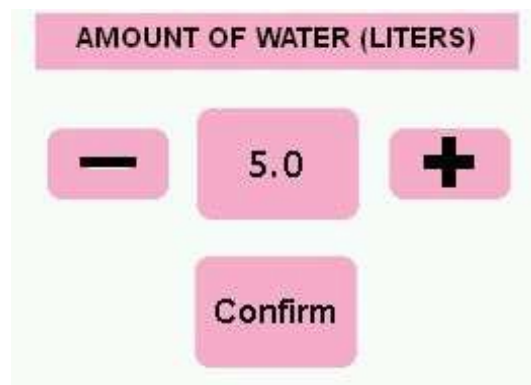 AMOUNT OF WATER (LITERS)
− 5.0 +
Confirm